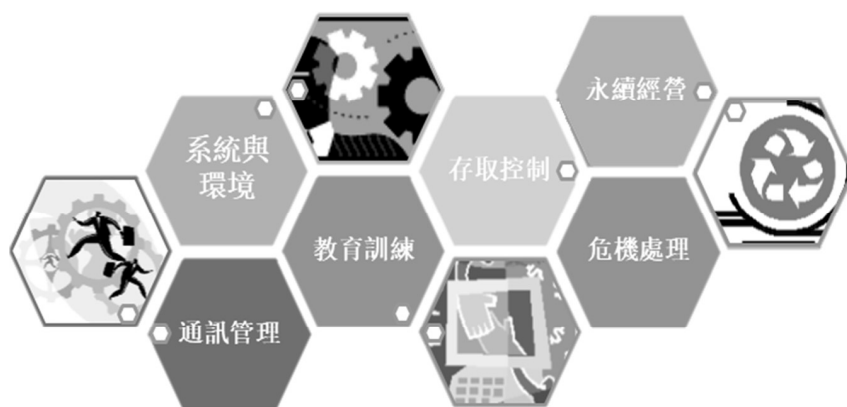 永續經營
系統與
環境
存取控制
教育訓練
危機處理
通訊管理